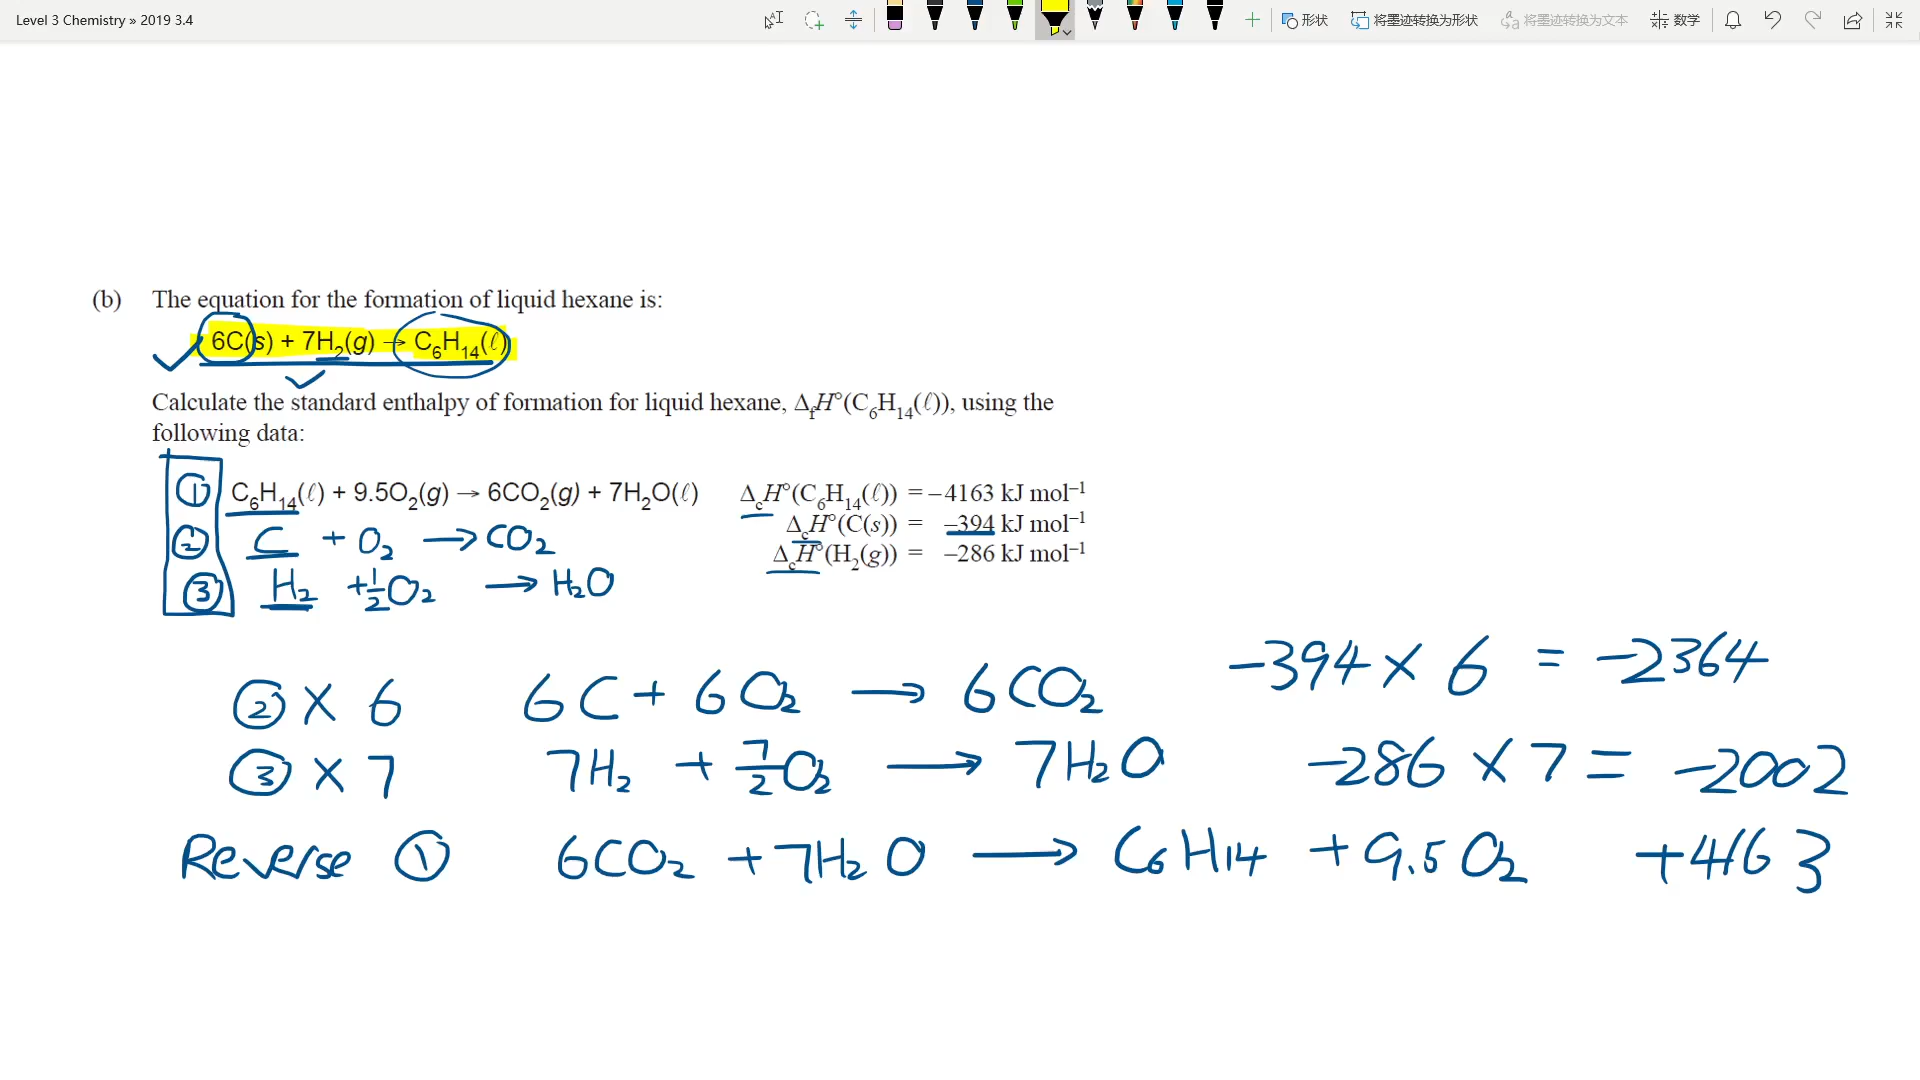 Level 3 Chemistry » 2019 3.4
形状 将墨迹转换为形状 将墨迹转换为文本 数学
(b) The equation for the formation of liquid hexane is:
6C(s) + 7H₂(g) → C₆H₁₄(ℓ)
Calculate the standard enthalpy of formation for liquid hexane, ΔfH°(C₆H₁₄(ℓ)), using the
following data:
① C₆H₁₄(ℓ) + 9.5O₂(g) → 6CO₂(g) + 7H₂O(ℓ) ΔcH°(C₆H₁₄(ℓ)) = –4163 kJ mol⁻¹
② C + O₂ → CO₂ ΔcH°(C(s)) = –394 kJ mol⁻¹
③ H₂ + ½O₂ → H₂O ΔcH°(H₂(g)) = –286 kJ mol⁻¹
② × 6 6C + 6O₂ → 6CO₂ -394 × 6 = -2364
③ × 7 7H₂ + 7/2 O₂ → 7H₂O -286 × 7 = -2002
Reverse ① 6CO₂ + 7H₂O → C₆H₁₄ + 9.5O₂ +4163